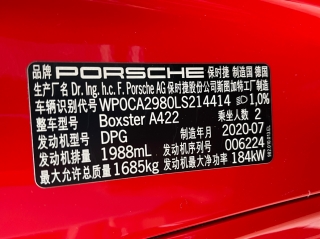 品牌 PORSCHE 制造国 德国
生产厂名 Dr. Ing. h.c. F. Porsche AG 保时捷股份公司斯图加特工厂制造
车辆识别代号 WP0CA2980LS214414 1,0%
整车型号 Boxster A422 乘坐人数 2
发动机型号 DPG 制造年月 2020-07
发动机排量 1988mL 发动机序列号 006224
最大允许总质量 1685kg 发动机最大净功率 184kW